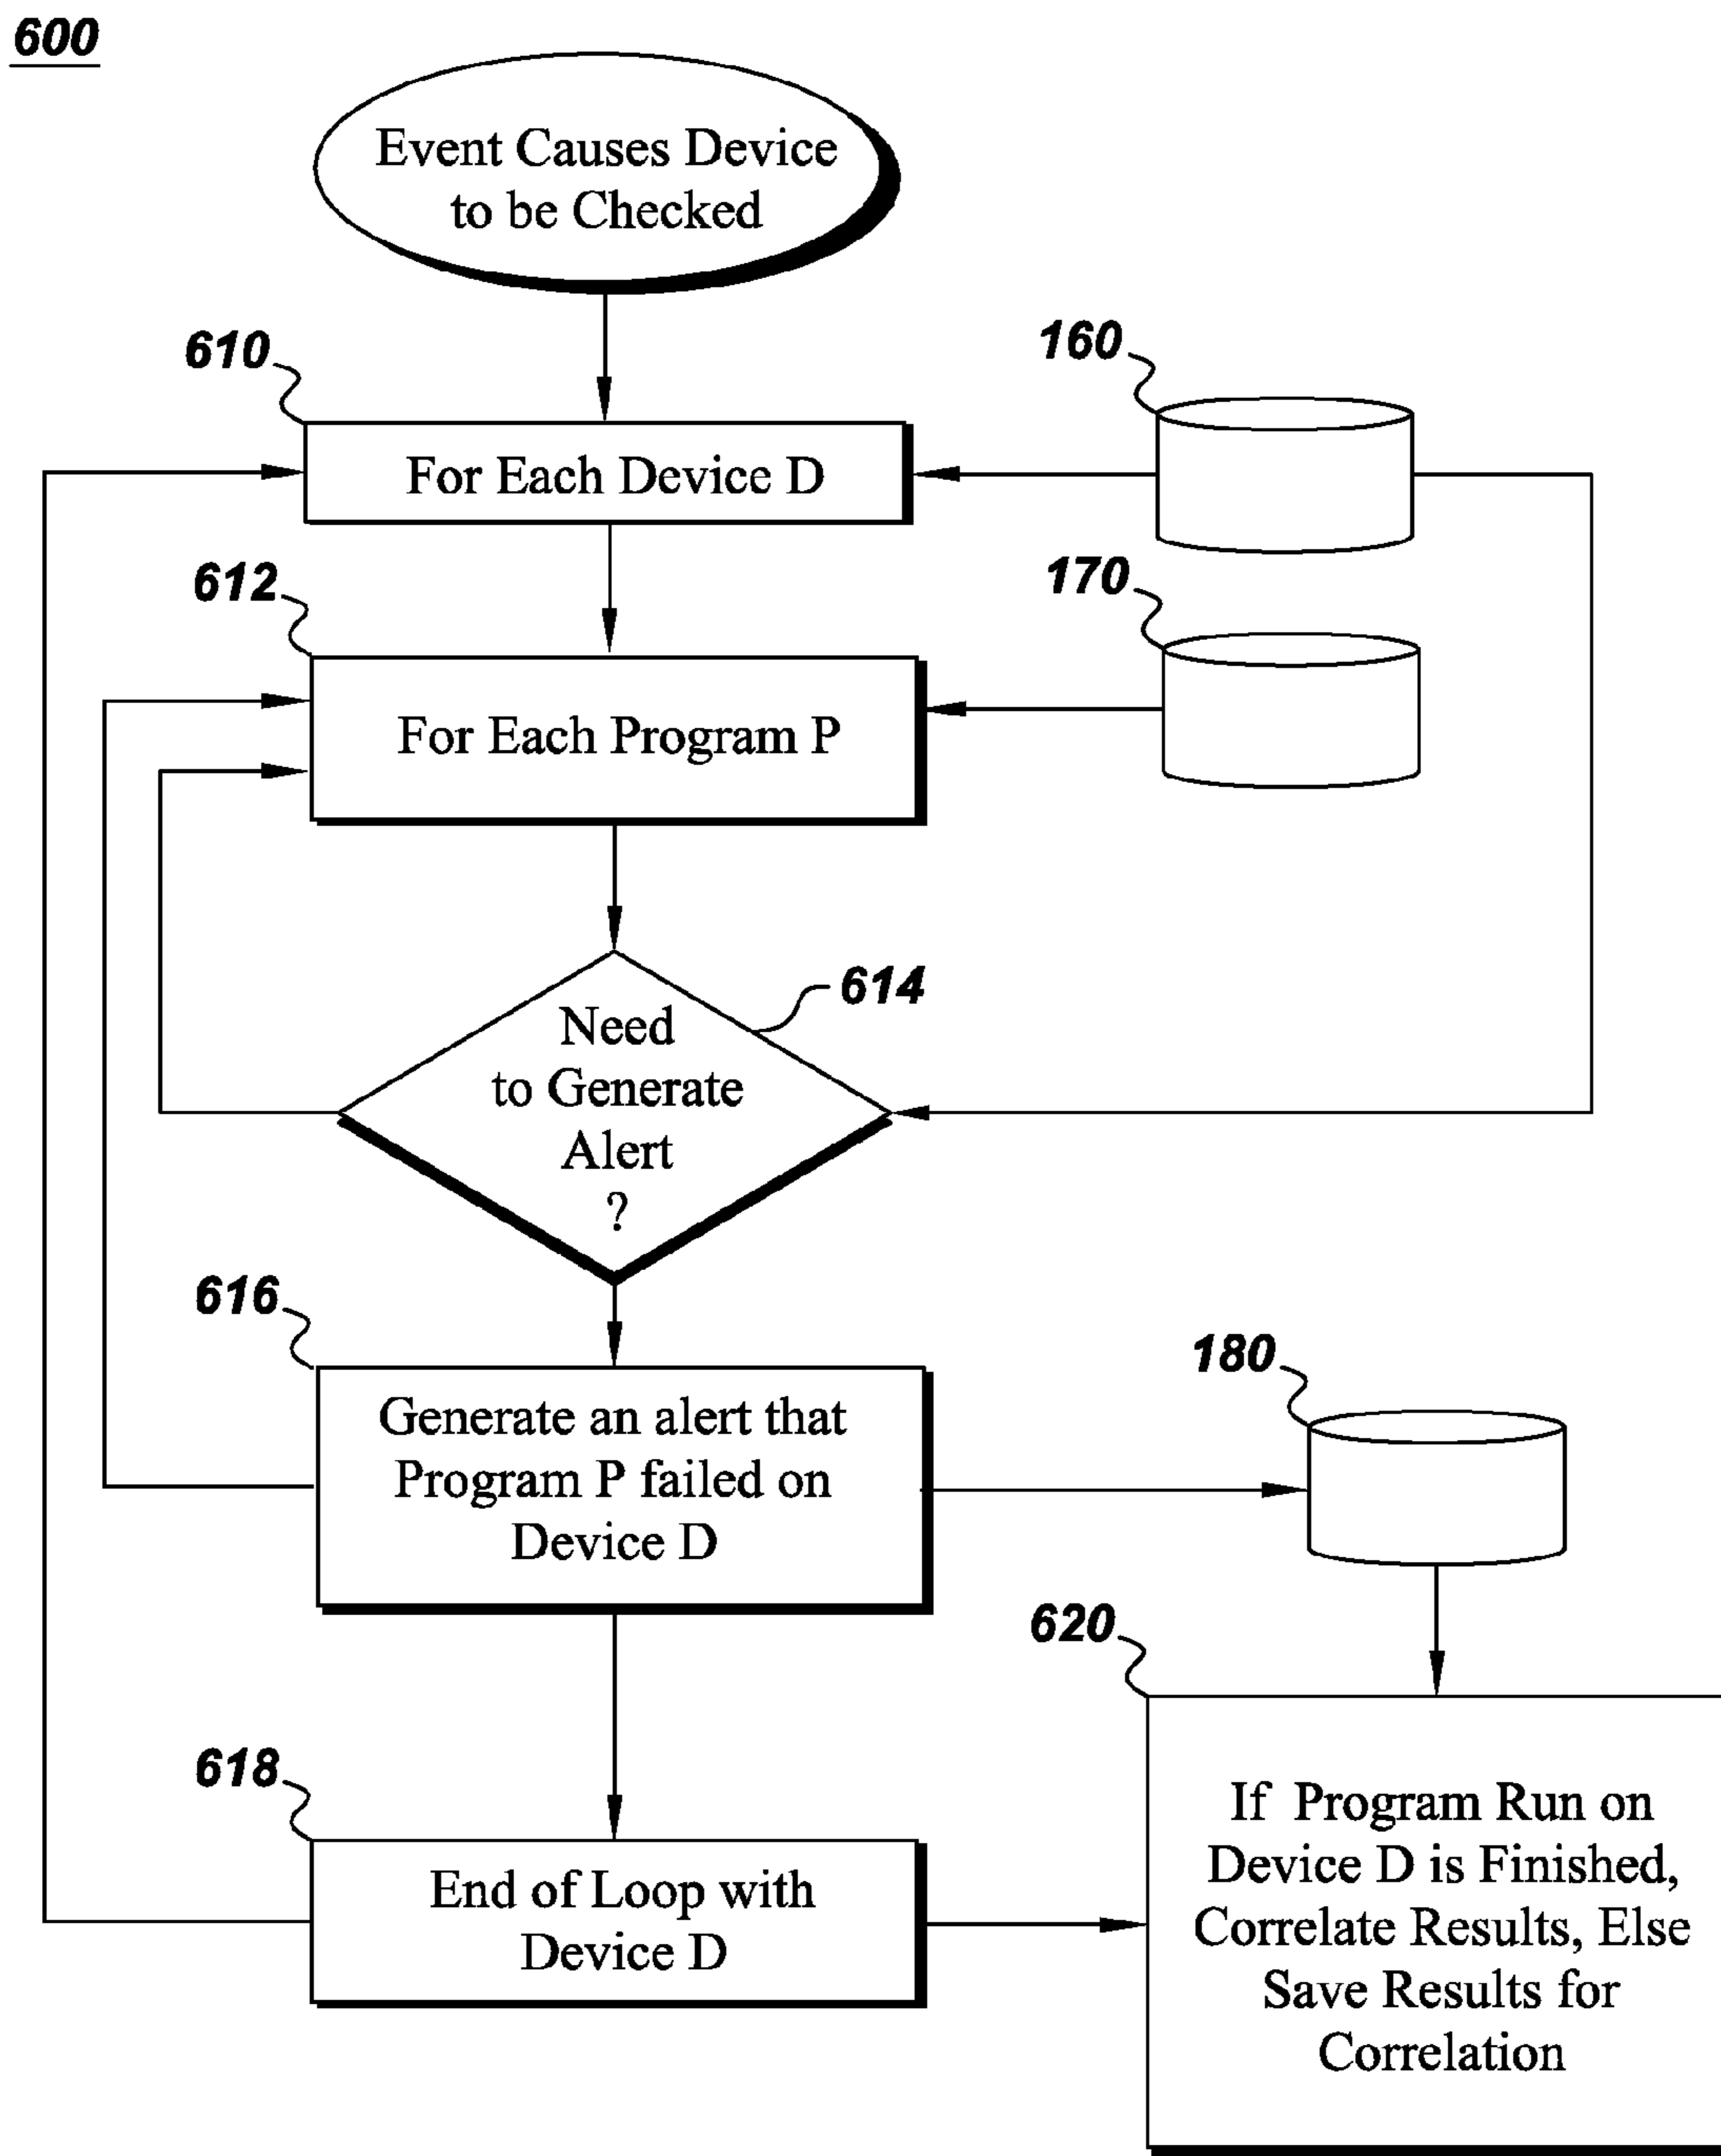 600
Event Causes Device
to be Checked
610
160
For Each Device D
612
170
For Each Program P
614
Need
to Generate
Alert
?
616
180
Generate an alert that
Program P failed on
Device D
620
618
If Program Run on
Device D is Finished,
Correlate Results, Else
Save Results for
Correlation
End of Loop with
Device D